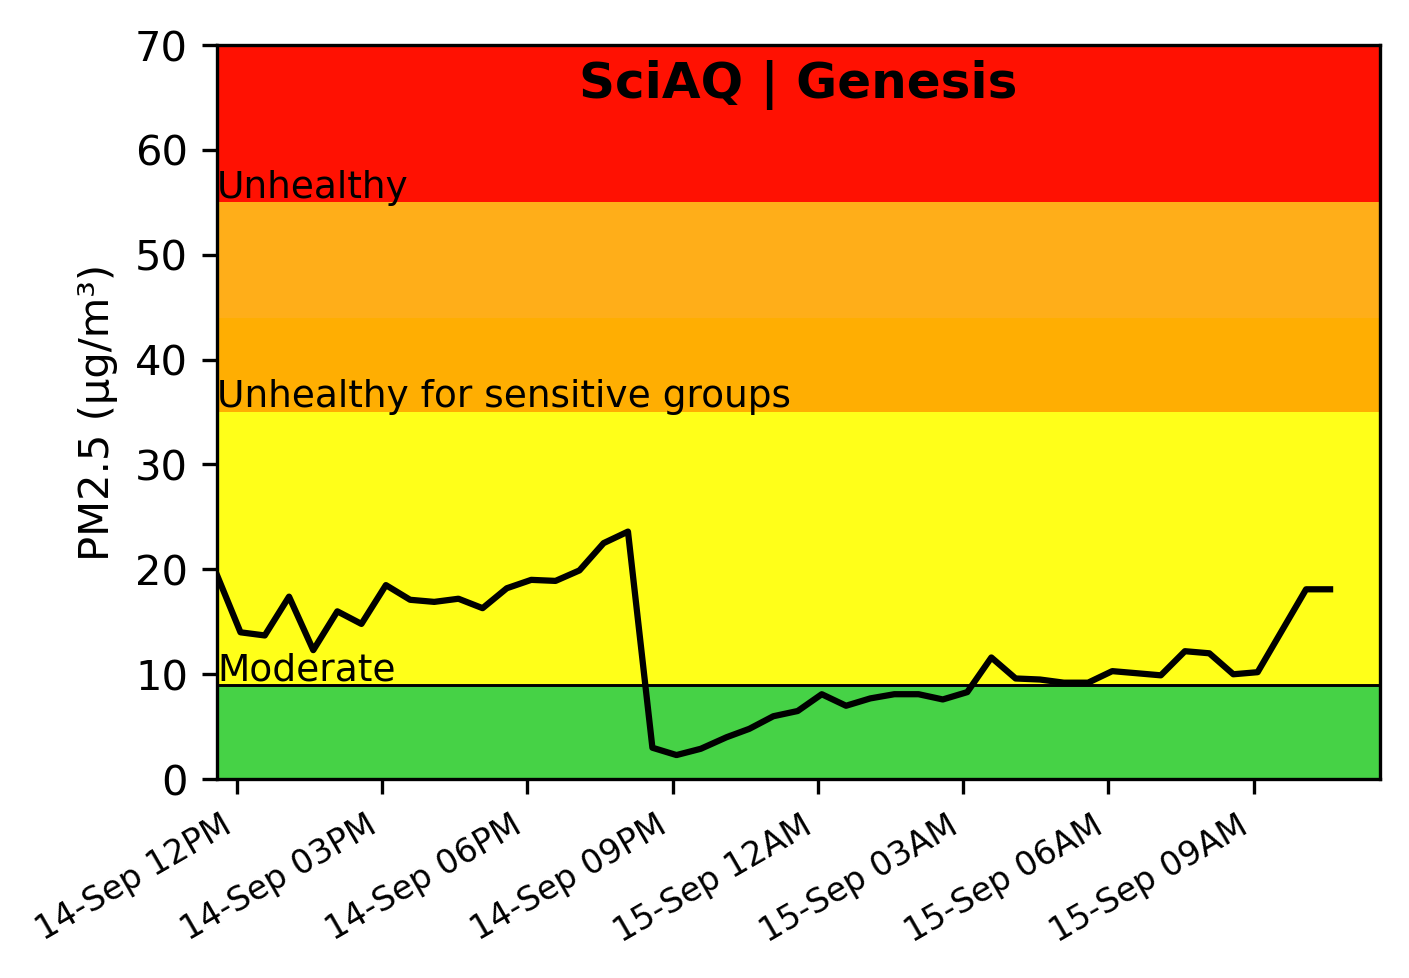 SciAQ | Genesis
PM2.5 (µg/m³)
70
60
50
40
30
20
10
0
Unhealthy
Unhealthy for sensitive groups
Moderate
14-Sep 12PM
14-Sep 03PM
14-Sep 06PM
14-Sep 09PM
15-Sep 12AM
15-Sep 03AM
15-Sep 06AM
15-Sep 09AM